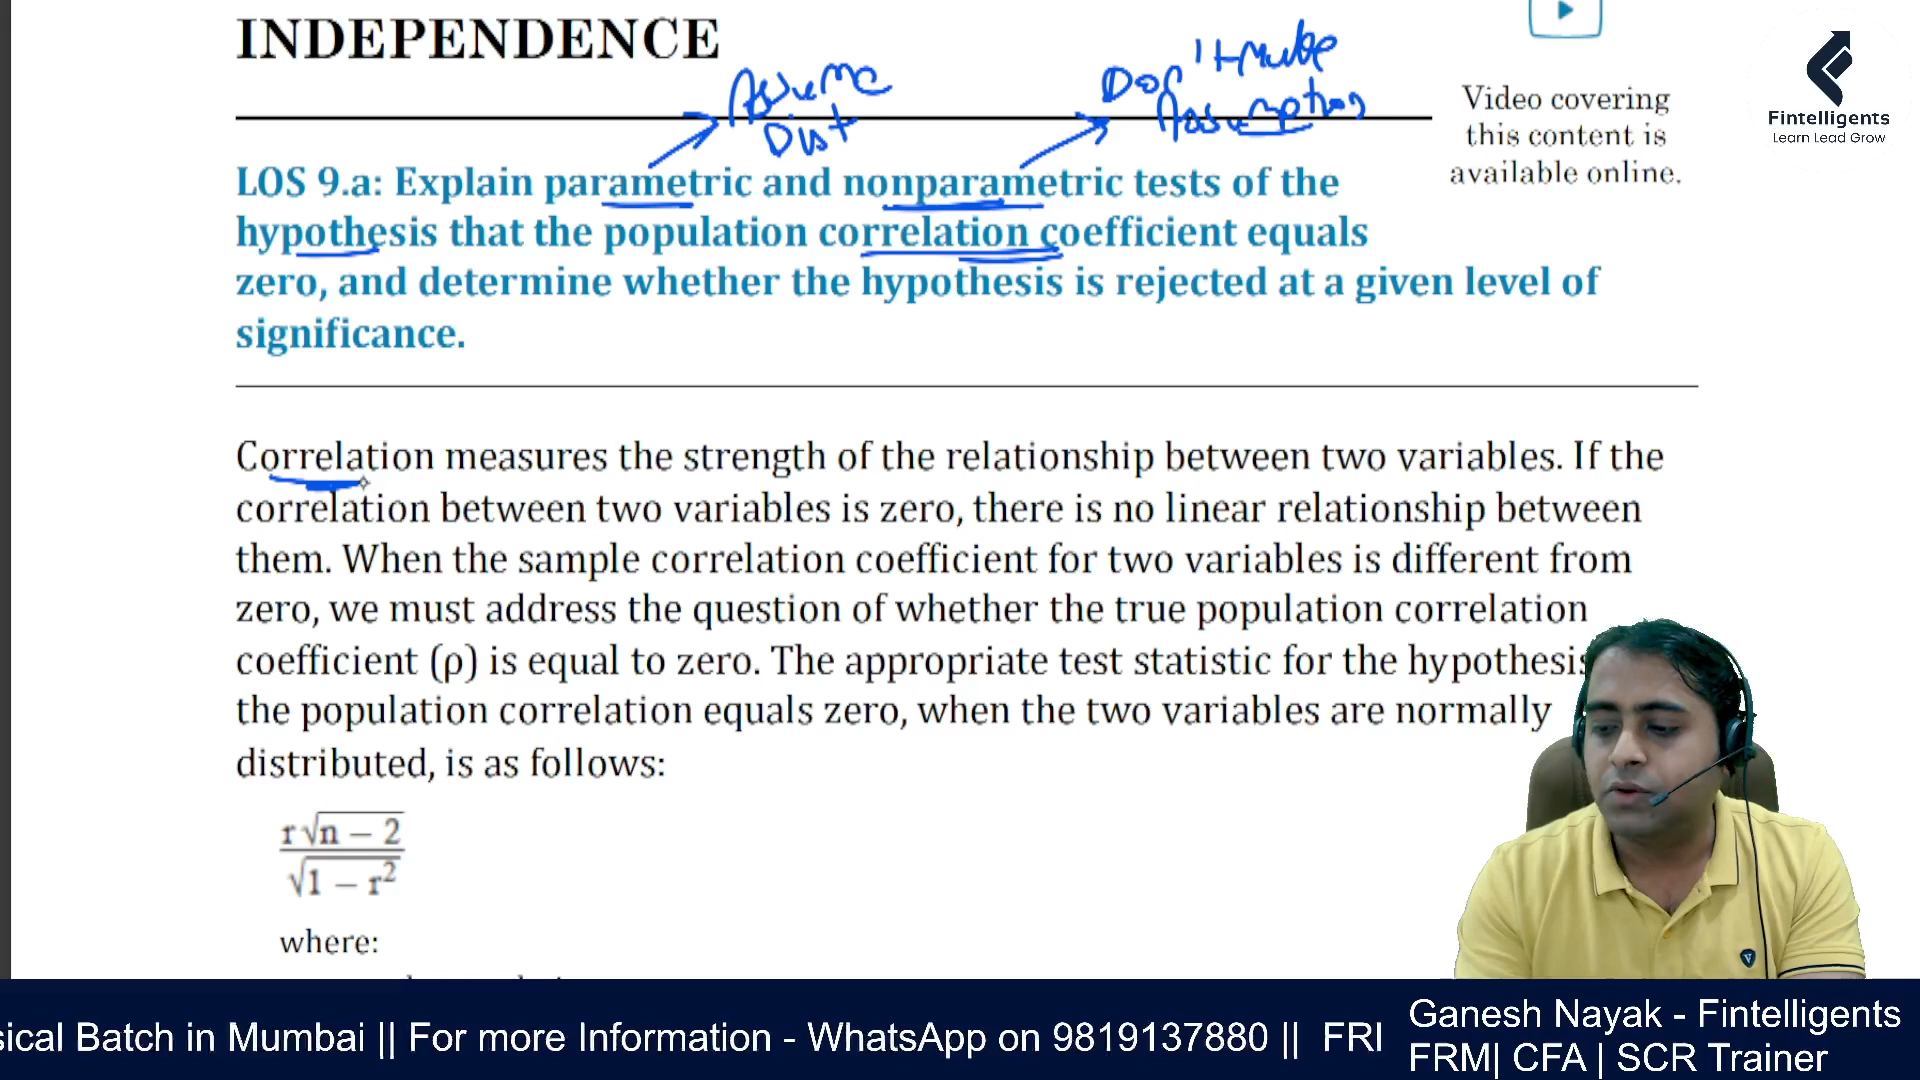 INDEPENDENCE
Assume
Dist
Don't Make
Assumption
Video covering
this content is
available online.
Fintelligents
Learn Lead Grow
LOS 9.a: Explain parametric and nonparametric tests of the
hypothesis that the population correlation coefficient equals
zero, and determine whether the hypothesis is rejected at a given level of
significance.
Correlation measures the strength of the relationship between two variables. If the
correlation between two variables is zero, there is no linear relationship between
them. When the sample correlation coefficient for two variables is different from
zero, we must address the question of whether the true population correlation
coefficient (ρ) is equal to zero. The appropriate test statistic for the hypothesis
the population correlation equals zero, when the two variables are normally
distributed, is as follows:
r√n − 2
√1 − r²
where:
sical Batch in Mumbai || For more Information - WhatsApp on 9819137880 || FRI
Ganesh Nayak - Fintelligents
FRM| CFA | SCR Trainer